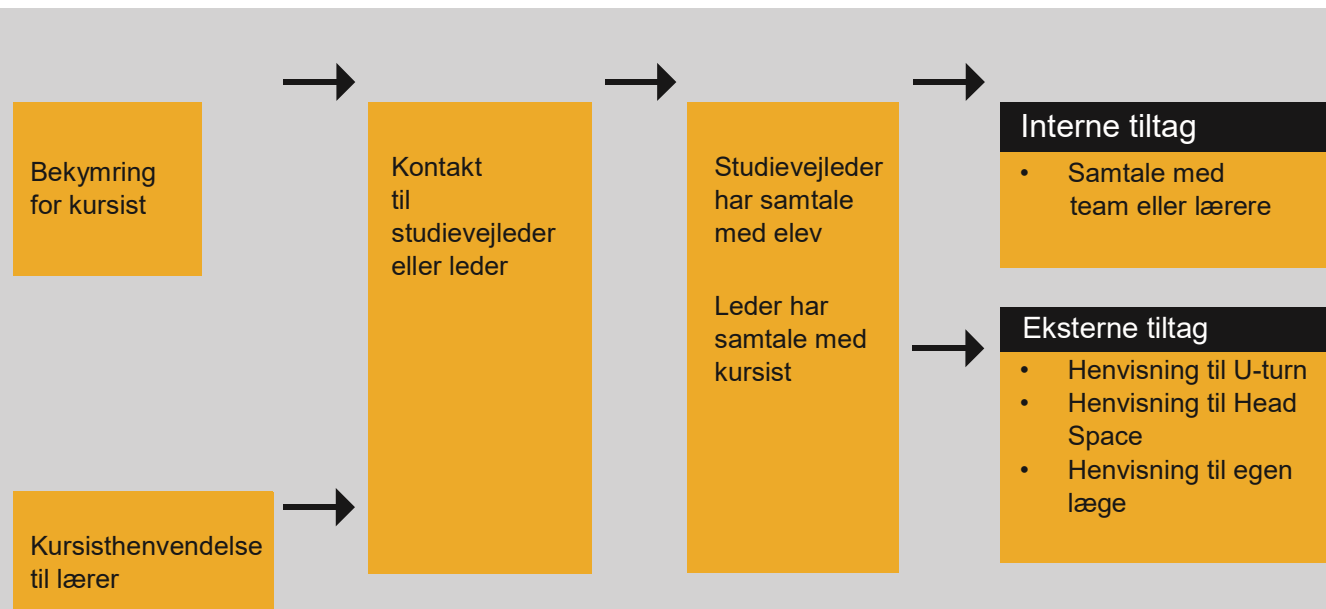 Bekymring
for kursist
Kursisthenvendelse
til lærer
Kontakt
til
studievejleder
eller leder
Studievejleder
har samtale
med elev
Leder har
samtale med
kursist
Interne tiltag
• Samtale med
team eller lærere
Eksterne tiltag
• Henvisning til U-turn
• Henvisning til Head
Space
• Henvisning til egen
læge